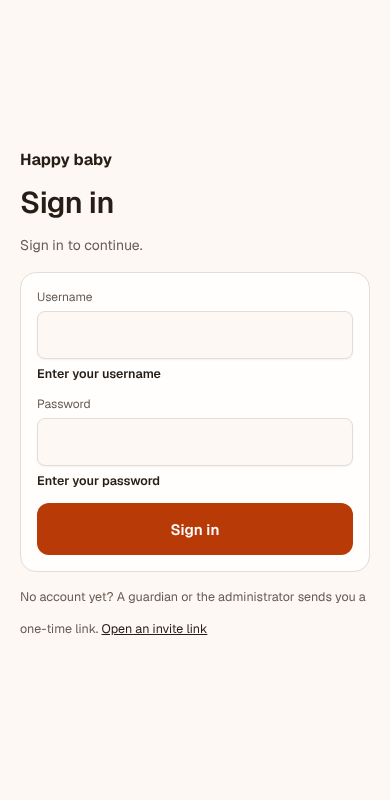 Happy baby
Sign in
Sign in to continue.
Username
Enter your username
Password
Enter your password
Sign in
No account yet? A guardian or the administrator sends you a
one-time link. Open an invite link